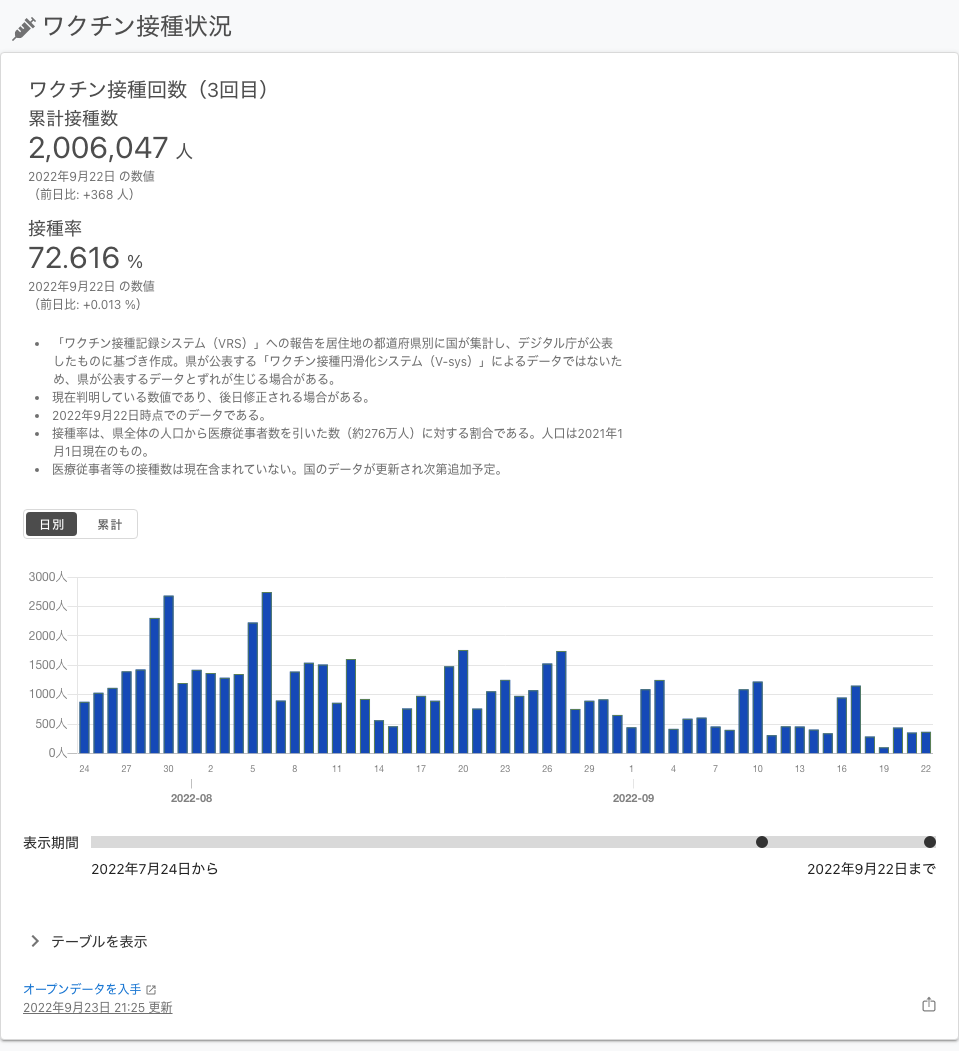 ワクチン接種状況
ワクチン接種回数（3回目）
累計接種数
2,006,047 人
2022年9月22日 の数値
（前日比: +368 人）
接種率
72.616 %
2022年9月22日 の数値
（前日比: +0.013 %）
• 「ワクチン接種記録システム（VRS）」への報告を居住地の都道府県別に国が集計し、デジタル庁が公表
したものに基づき作成。県が公表する「ワクチン接種円滑化システム（V-sys）」によるデータではないた
め、県が公表するデータとずれが生じる場合がある。
• 現在判明している数値であり、後日修正される場合がある。
• 2022年9月22日時点でのデータである。
• 接種率は、県全体の人口から医療従事者数を引いた数（約276万人）に対する割合である。人口は2021年1
月1日現在のもの。
• 医療従事者等の接種数は現在含まれていない。国のデータが更新され次第追加予定。
日別 累計
3000人
2500人
2000人
1500人
1000人
500人
0人
24 27 30 2 5 8 11 14 17 20 23 26 29 1 4 7 10 13 16 19 22
2022-08 2022-09
表示期間
2022年7月24日から 2022年9月22日まで
テーブルを表示
オープンデータを入手
2022年9月23日 21:25 更新